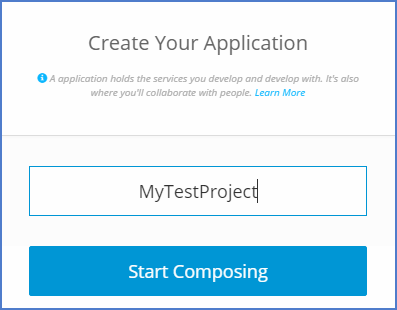 Create Your Application
A application holds the services you develop and develop with. It's also
where you'll collaborate with people. Learn More
MyTestProject
Start Composing